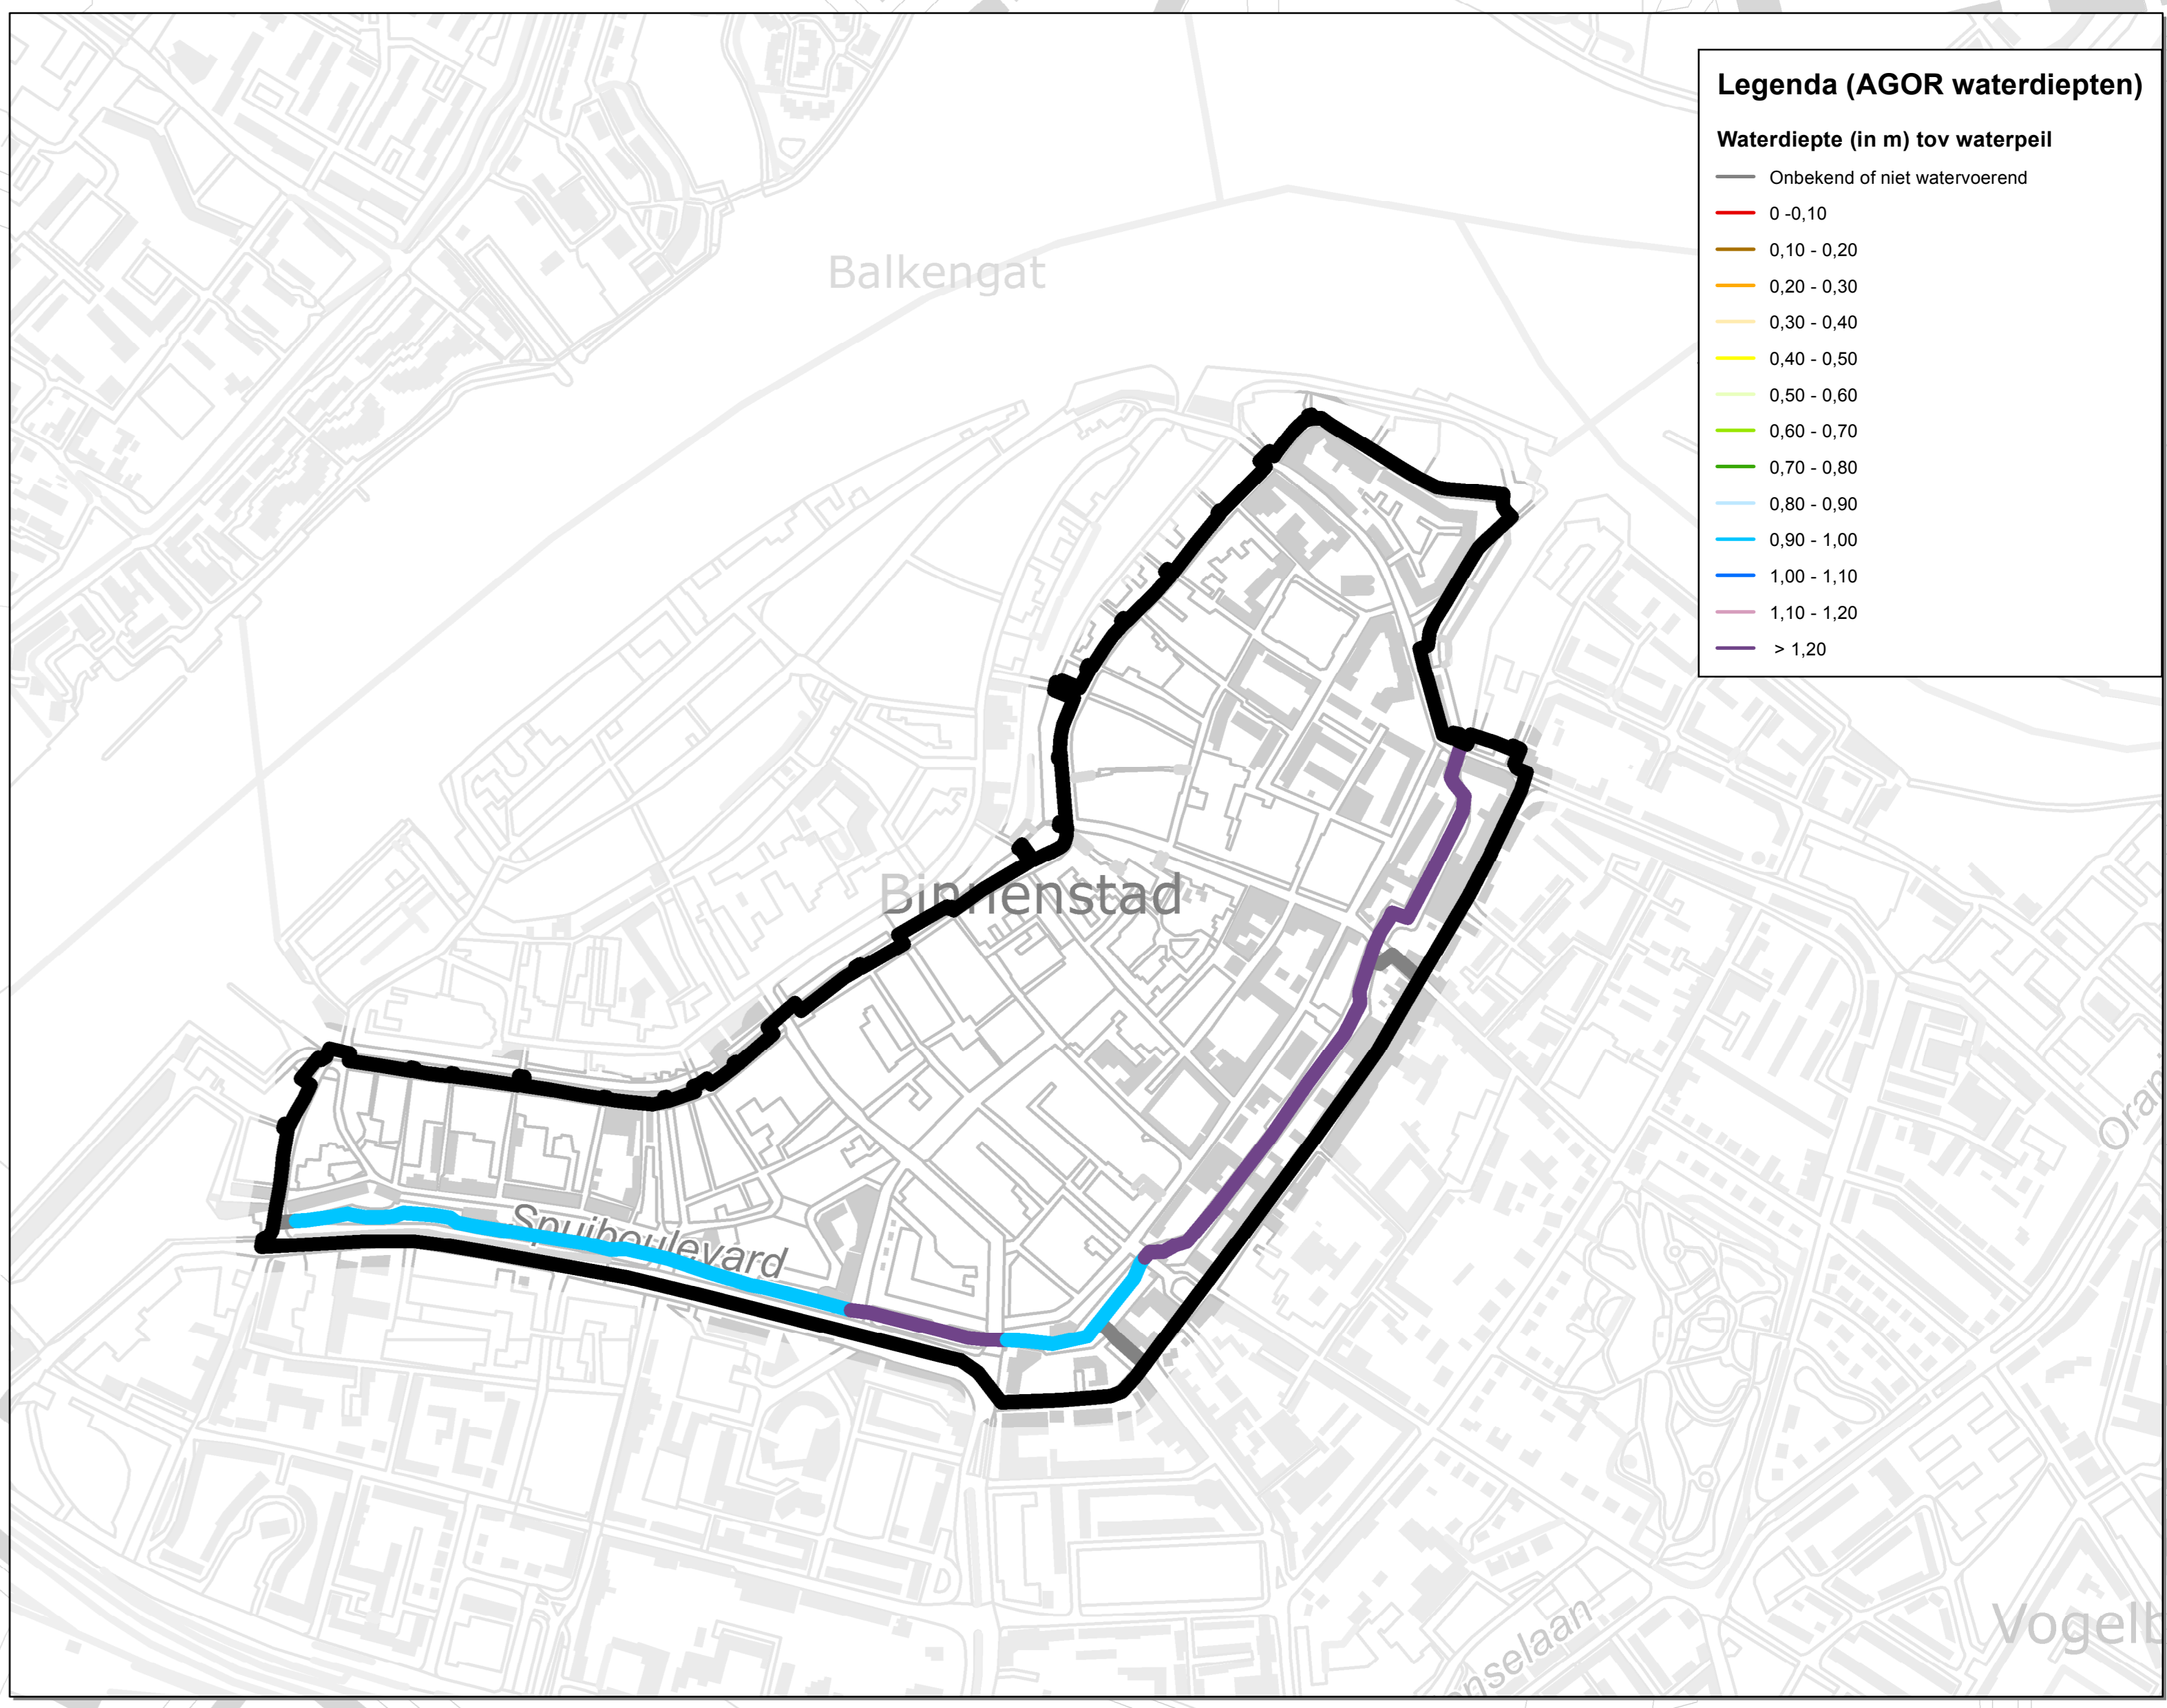 Legenda (AGOR waterdiepten)
Waterdiepte (in m) tov waterpeil
Onbekend of niet watervoerend
0 -0,10
0,10 - 0,20
0,20 - 0,30
0,30 - 0,40
0,40 - 0,50
0,50 - 0,60
0,60 - 0,70
0,70 - 0,80
0,80 - 0,90
0,90 - 1,00
1,00 - 1,10
1,10 - 1,20
> 1,20
Balkengat
Binnenstad
Spuiboulevard
Oran
nselaan
Vogelb